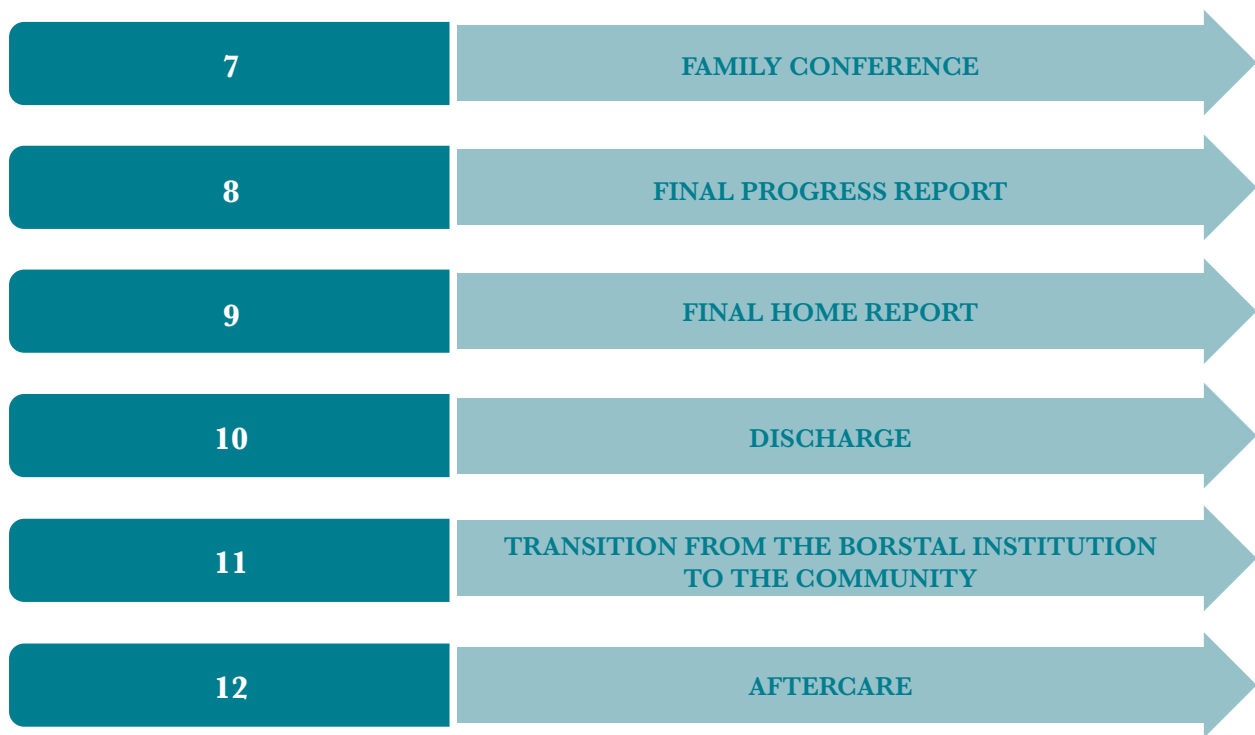 7
FAMILY CONFERENCE
8
FINAL PROGRESS REPORT
9
FINAL HOME REPORT
10
DISCHARGE
11
TRANSITION FROM THE BORSTAL INSTITUTION
TO THE COMMUNITY
12
AFTERCARE